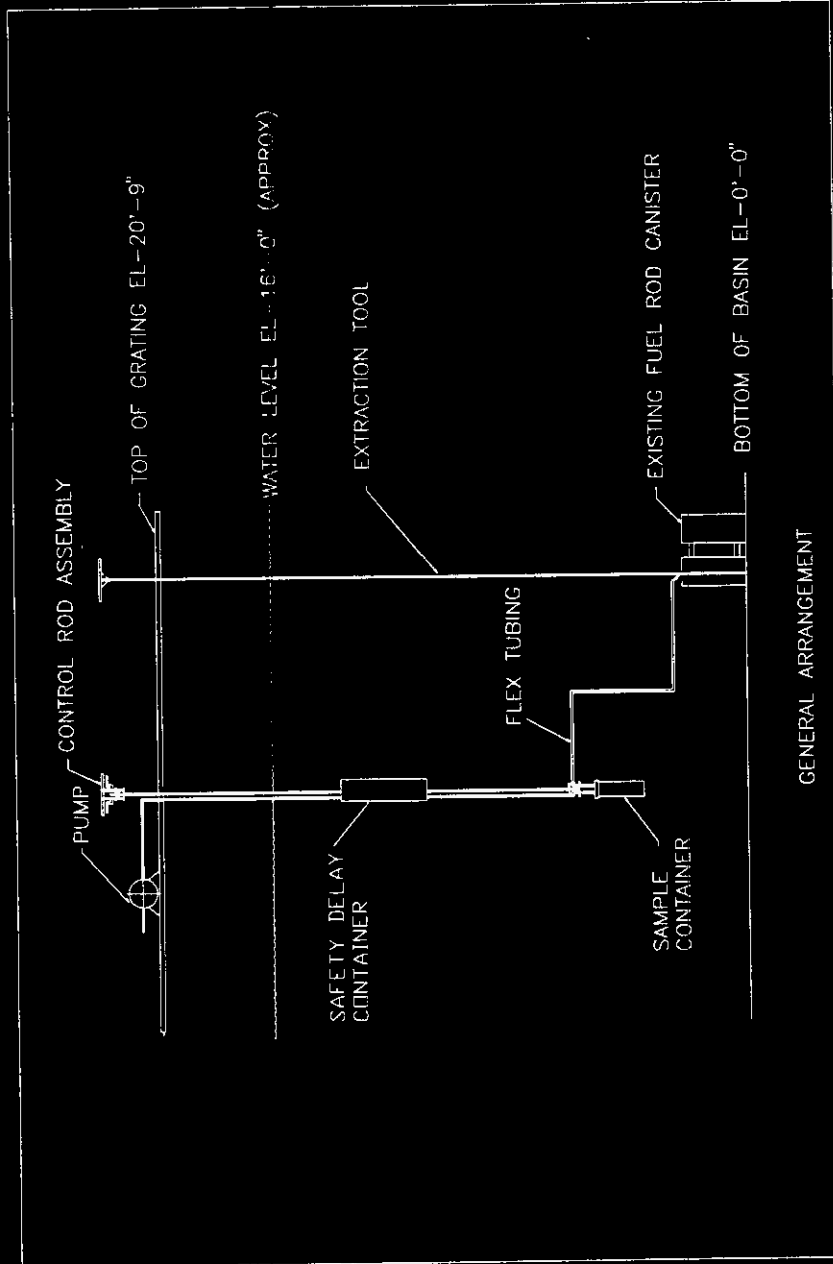 CONTROL ROD ASSEMBLY
PUMP
TOP OF GRATING EL-20'-9"
WATER LEVEL EL-16'-0" (APPROX)
EXTRACTION TOOL
SAFETY DELAY
CONTAINER
FLEX TUBING
EXISTING FUEL ROD CANISTER
SAMPLE
CONTAINER
BOTTOM OF BASIN EL-0'-0"
GENERAL ARRANGEMENT